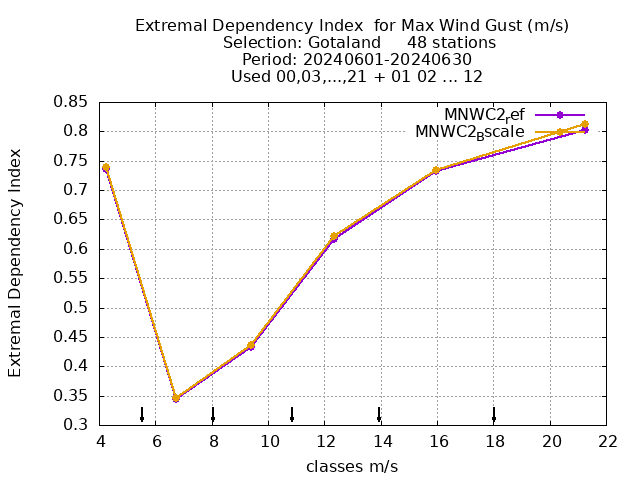 Extremal Dependency Index  for Max Wind Gust (m/s)
Selection: Gotaland     48 stations
Period: 20240601-20240630
Used 00,03,...,21 + 01 02 ... 12
MNWC2ref
MNWC2Bscale
Extremal Dependency Index
0.85
0.8
0.75
0.7
0.65
0.6
0.55
0.5
0.45
0.4
0.35
0.3
4 6 8 10 12 14 16 18 20 22
classes m/s